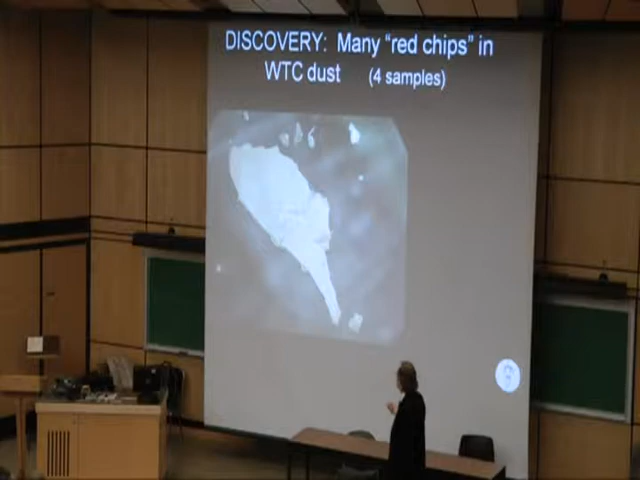 DISCOVERY: Many “red chips” in
WTC dust (4 samples)